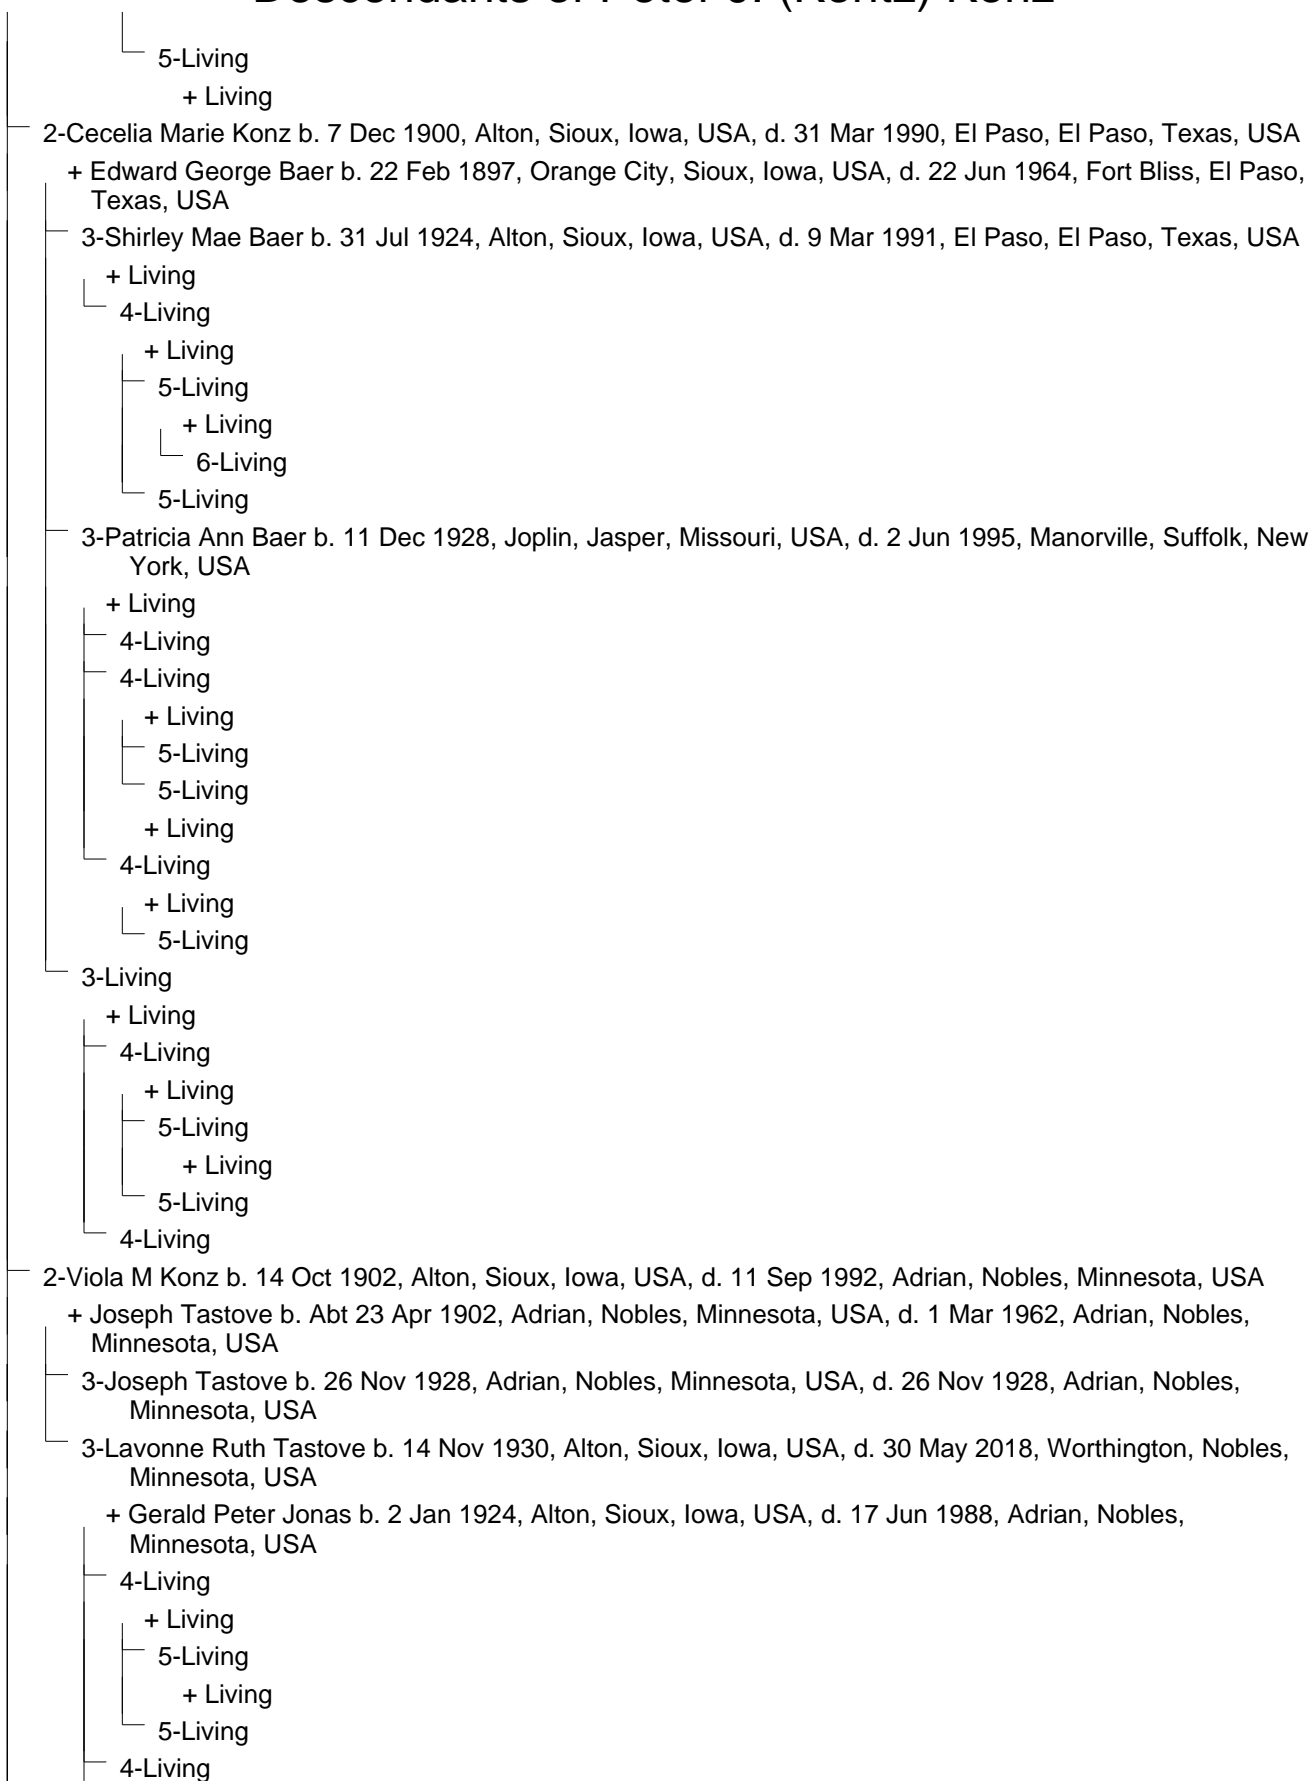 Descendants of Peter J. (Kontz) Konz
5-Living
+ Living
2-Cecelia Marie Konz b. 7 Dec 1900, Alton, Sioux, Iowa, USA, d. 31 Mar 1990, El Paso, El Paso, Texas, USA
+ Edward George Baer b. 22 Feb 1897, Orange City, Sioux, Iowa, USA, d. 22 Jun 1964, Fort Bliss, El Paso,
Texas, USA
3-Shirley Mae Baer b. 31 Jul 1924, Alton, Sioux, Iowa, USA, d. 9 Mar 1991, El Paso, El Paso, Texas, USA
+ Living
4-Living
+ Living
5-Living
+ Living
6-Living
5-Living
3-Patricia Ann Baer b. 11 Dec 1928, Joplin, Jasper, Missouri, USA, d. 2 Jun 1995, Manorville, Suffolk, New
York, USA
+ Living
4-Living
4-Living
+ Living
5-Living
5-Living
+ Living
4-Living
+ Living
5-Living
3-Living
+ Living
4-Living
+ Living
5-Living
+ Living
5-Living
4-Living
2-Viola M Konz b. 14 Oct 1902, Alton, Sioux, Iowa, USA, d. 11 Sep 1992, Adrian, Nobles, Minnesota, USA
+ Joseph Tastove b. Abt 23 Apr 1902, Adrian, Nobles, Minnesota, USA, d. 1 Mar 1962, Adrian, Nobles,
Minnesota, USA
3-Joseph Tastove b. 26 Nov 1928, Adrian, Nobles, Minnesota, USA, d. 26 Nov 1928, Adrian, Nobles,
Minnesota, USA
3-Lavonne Ruth Tastove b. 14 Nov 1930, Alton, Sioux, Iowa, USA, d. 30 May 2018, Worthington, Nobles,
Minnesota, USA
+ Gerald Peter Jonas b. 2 Jan 1924, Alton, Sioux, Iowa, USA, d. 17 Jun 1988, Adrian, Nobles,
Minnesota, USA
4-Living
+ Living
5-Living
+ Living
5-Living
4-Living